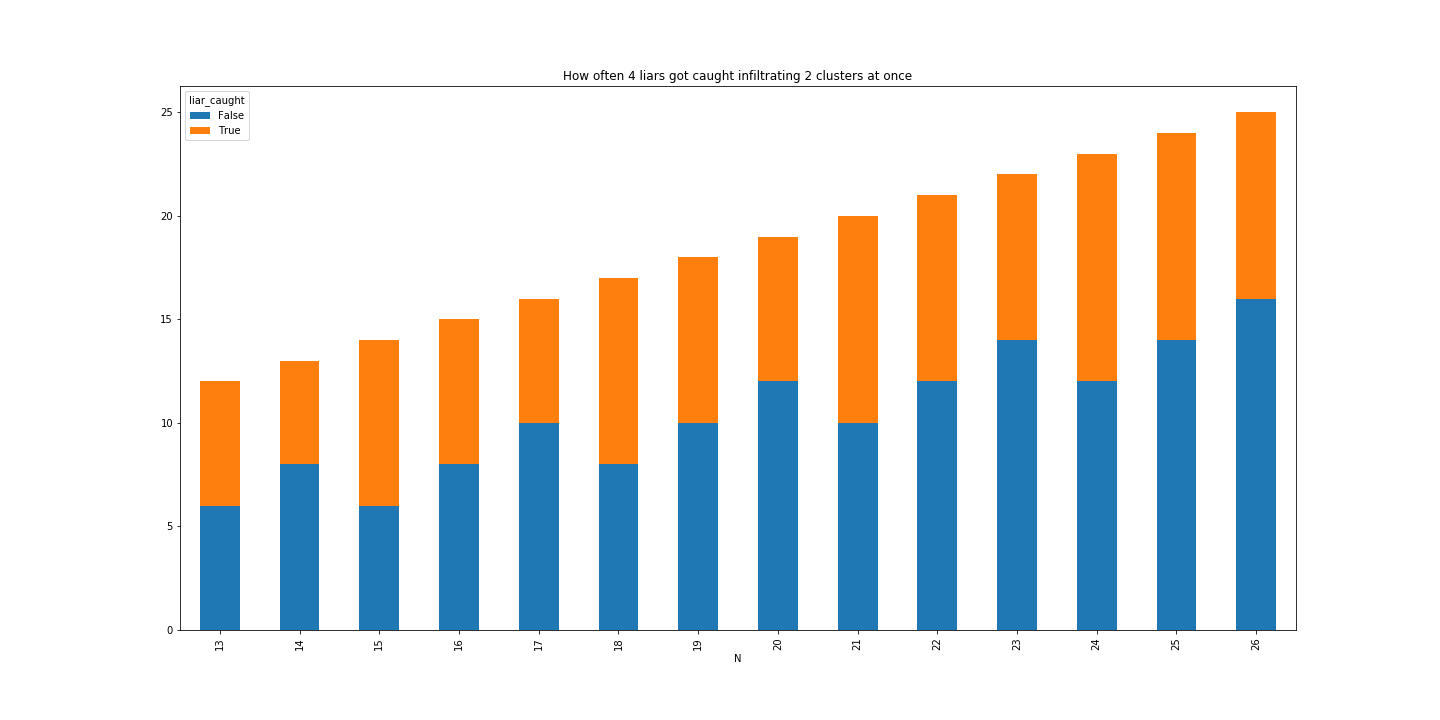 How often 4 liars got caught infiltrating 2 clusters at once
liar_caught
False
True
25
20
15
10
5
0
13 14 15 16 17 18 19 20 21 22 23 24 25 26
N